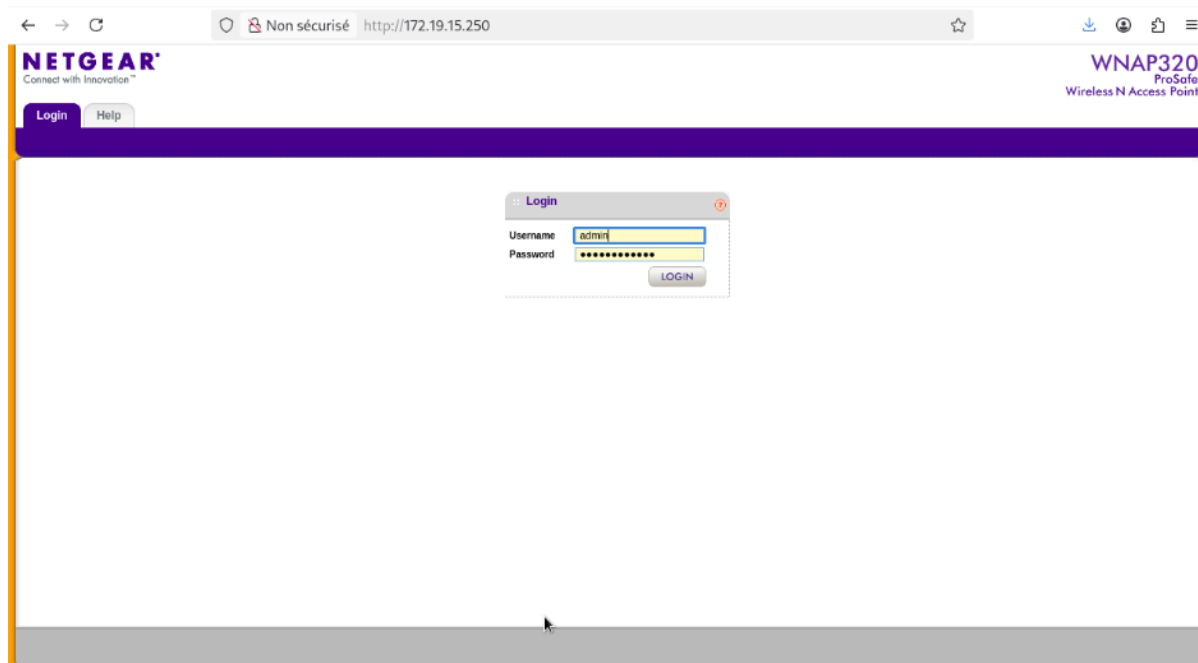 Non sécurisé http://172.19.15.250
NETGEAR®
Connect with Innovation™
WNAP320
ProSafe
Wireless N Access Point
Login Help
:: Login ?
Username admin
Password ••••••••••••
LOGIN